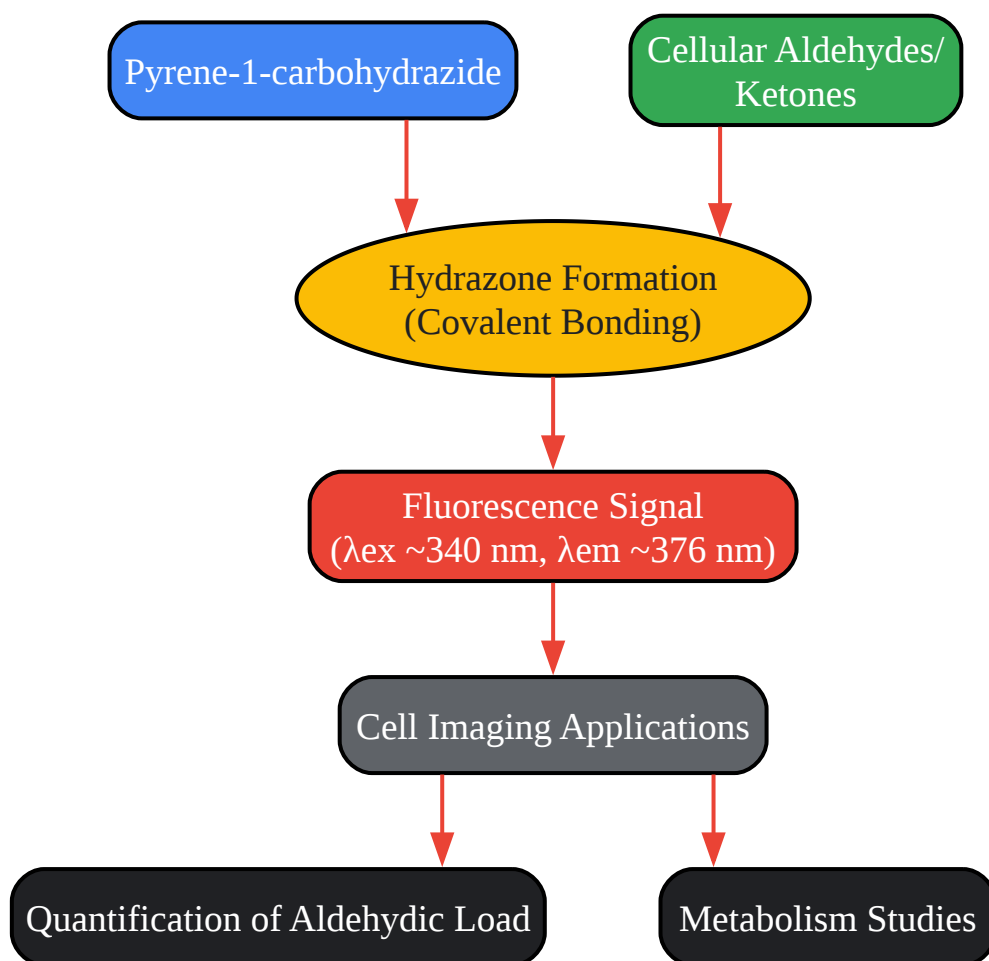 Pyrene-1-carbohydrazide
Cellular Aldehydes/
Ketones
Hydrazone Formation
(Covalent Bonding)
Fluorescence Signal
(λex ~340 nm, λem ~376 nm)
Cell Imaging Applications
Quantification of Aldehydic Load
Metabolism Studies